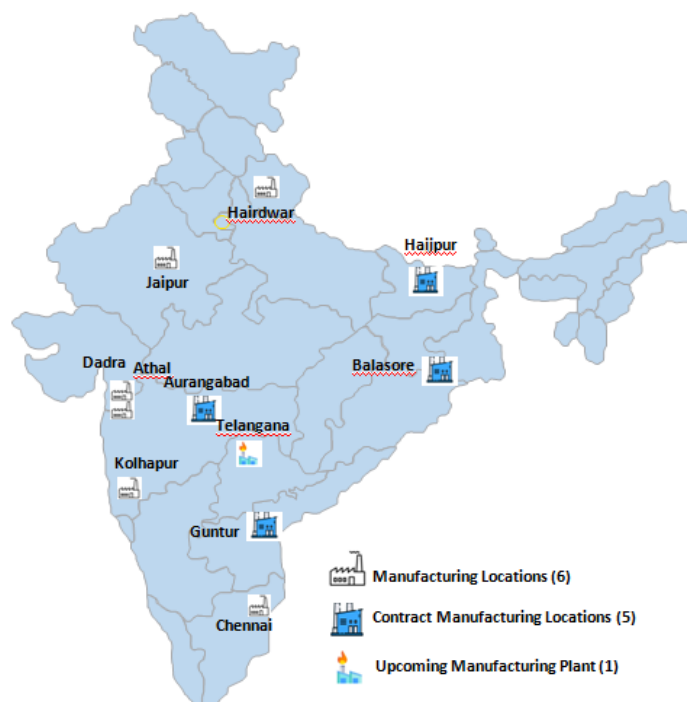 Hairdwar
Haijpur
Jaipur
Dadra
Athal
Balasore
Aurangabad
Telangana
Kolhapur
Guntur
Manufacturing Locations (6)
Contract Manufacturing Locations (5)
Chennai
Upcoming Manufacturing Plant (1)